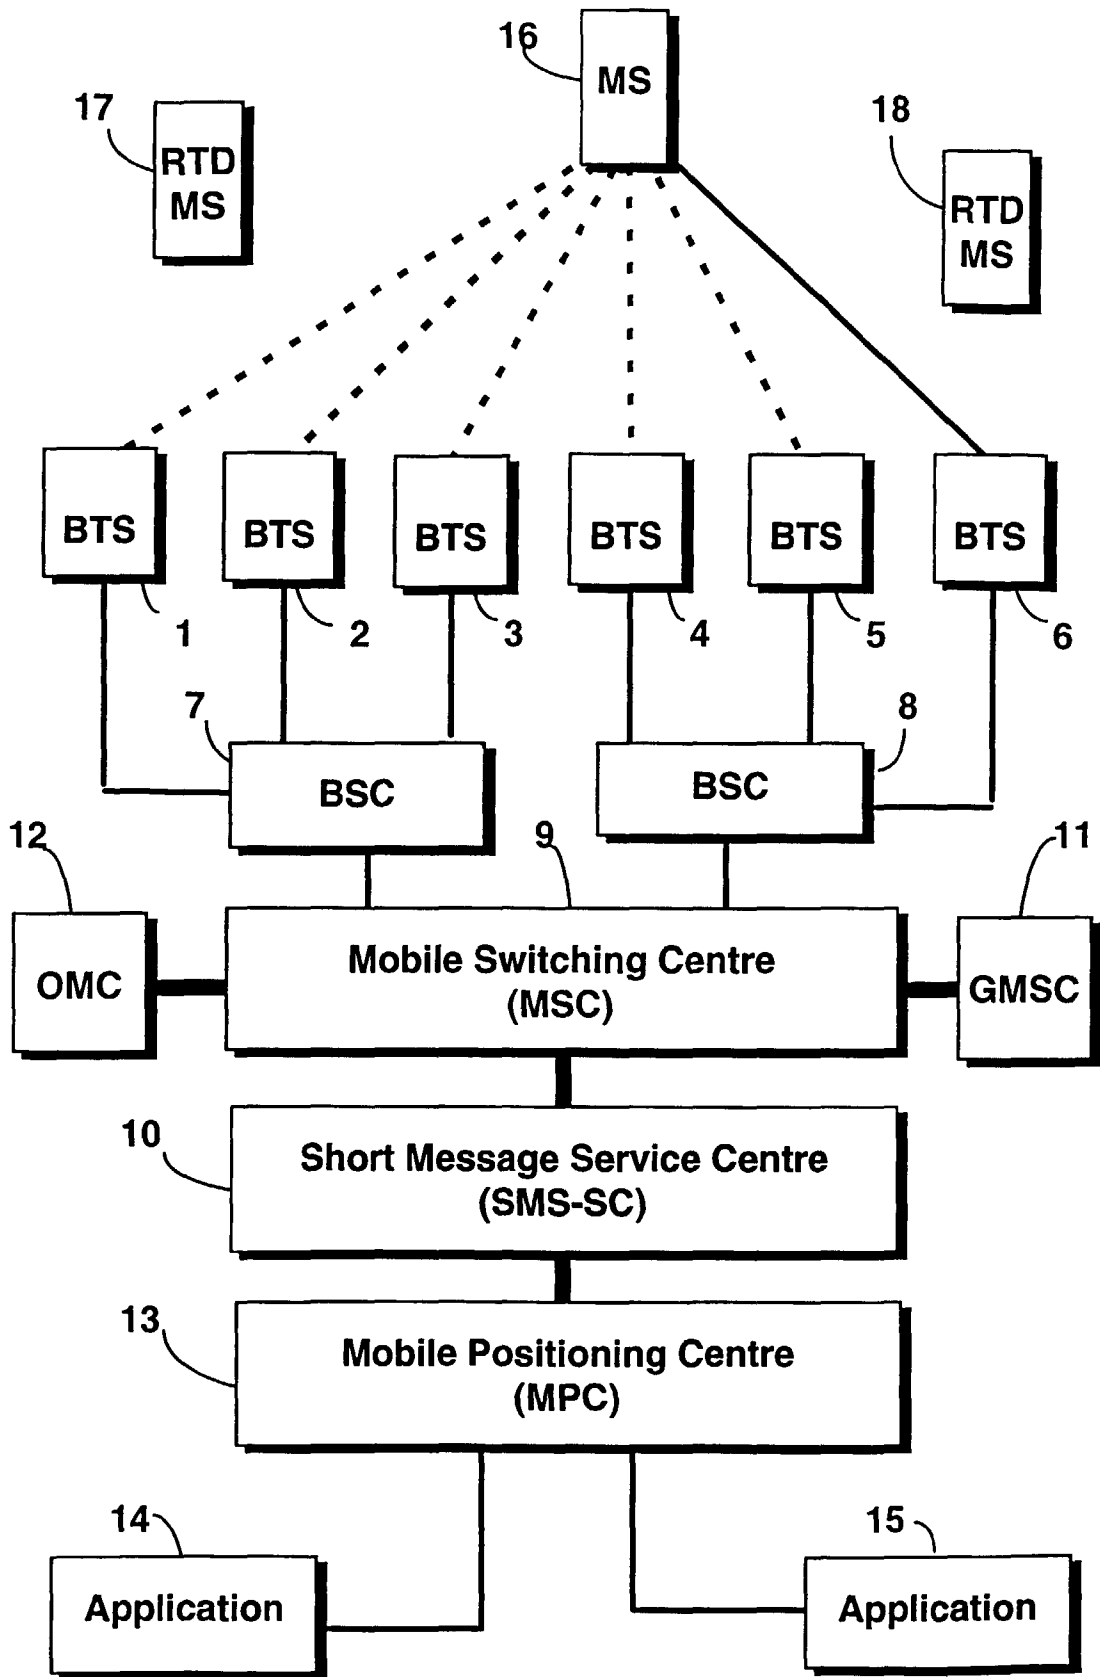 16
MS
17
RTD
MS
18
RTD
MS
BTS
BTS
BTS
BTS
BTS
BTS
1
2
3
4
5
6
7
BSC
8
BSC
12
OMC
9
Mobile Switching Centre
(MSC)
11
GMSC
10
Short Message Service Centre
(SMS-SC)
13
Mobile Positioning Centre
(MPC)
14
Application
15
Application